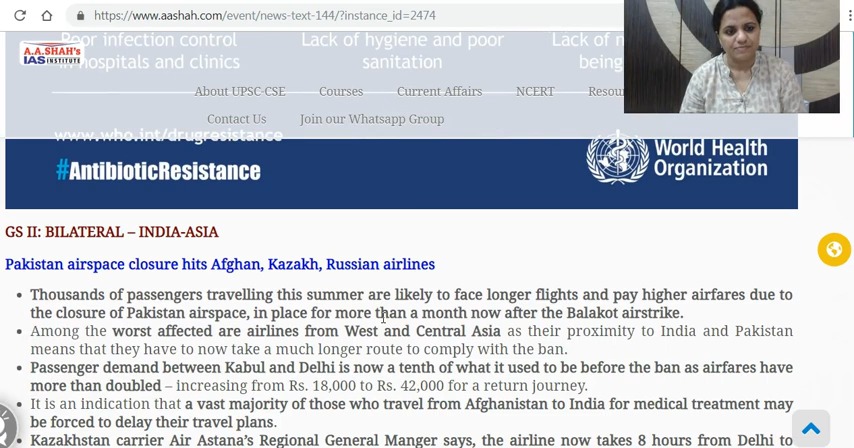 https://www.aashah.com/event/news-text-144/?instance_id=2474
Poor infection control
in hospitals and clinics
Lack of hygiene and poor
sanitation
Lack of
being
A.A.SHAH's
IAS INSTITUTE
About UPSC-CSE Courses Current Affairs NCERT
Contact Us Join our Whatsapp Group
www.who.int/drugresistance
#AntibioticResistance
World Health
Organization
GS II: BILATERAL – INDIA-ASIA
Pakistan airspace closure hits Afghan, Kazakh, Russian airlines
• Thousands of passengers travelling this summer are likely to face longer flights and pay higher airfares due to
the closure of Pakistan airspace, in place for more than a month now after the Balakot airstrike.
• Among the worst affected are airlines from West and Central Asia as their proximity to India and Pakistan
means that they have to now take a much longer route to comply with the ban.
• Passenger demand between Kabul and Delhi is now a tenth of what it used to be before the ban as airfares have
more than doubled – increasing from Rs. 18,000 to Rs. 42,000 for a return journey.
• It is an indication that a vast majority of those who travel from Afghanistan to India for medical treatment may
be forced to delay their travel plans.
• Kazakhstan carrier Air Astana's Regional General Manger says, the airline now takes 8 hours from Delhi to